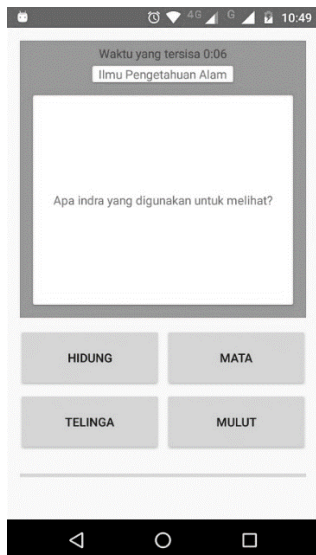 4G G 10:49
Waktu yang tersisa 0:06
Ilmu Pengetahuan Alam
Apa indra yang digunakan untuk melihat?
HIDUNG MATA
TELINGA MULUT